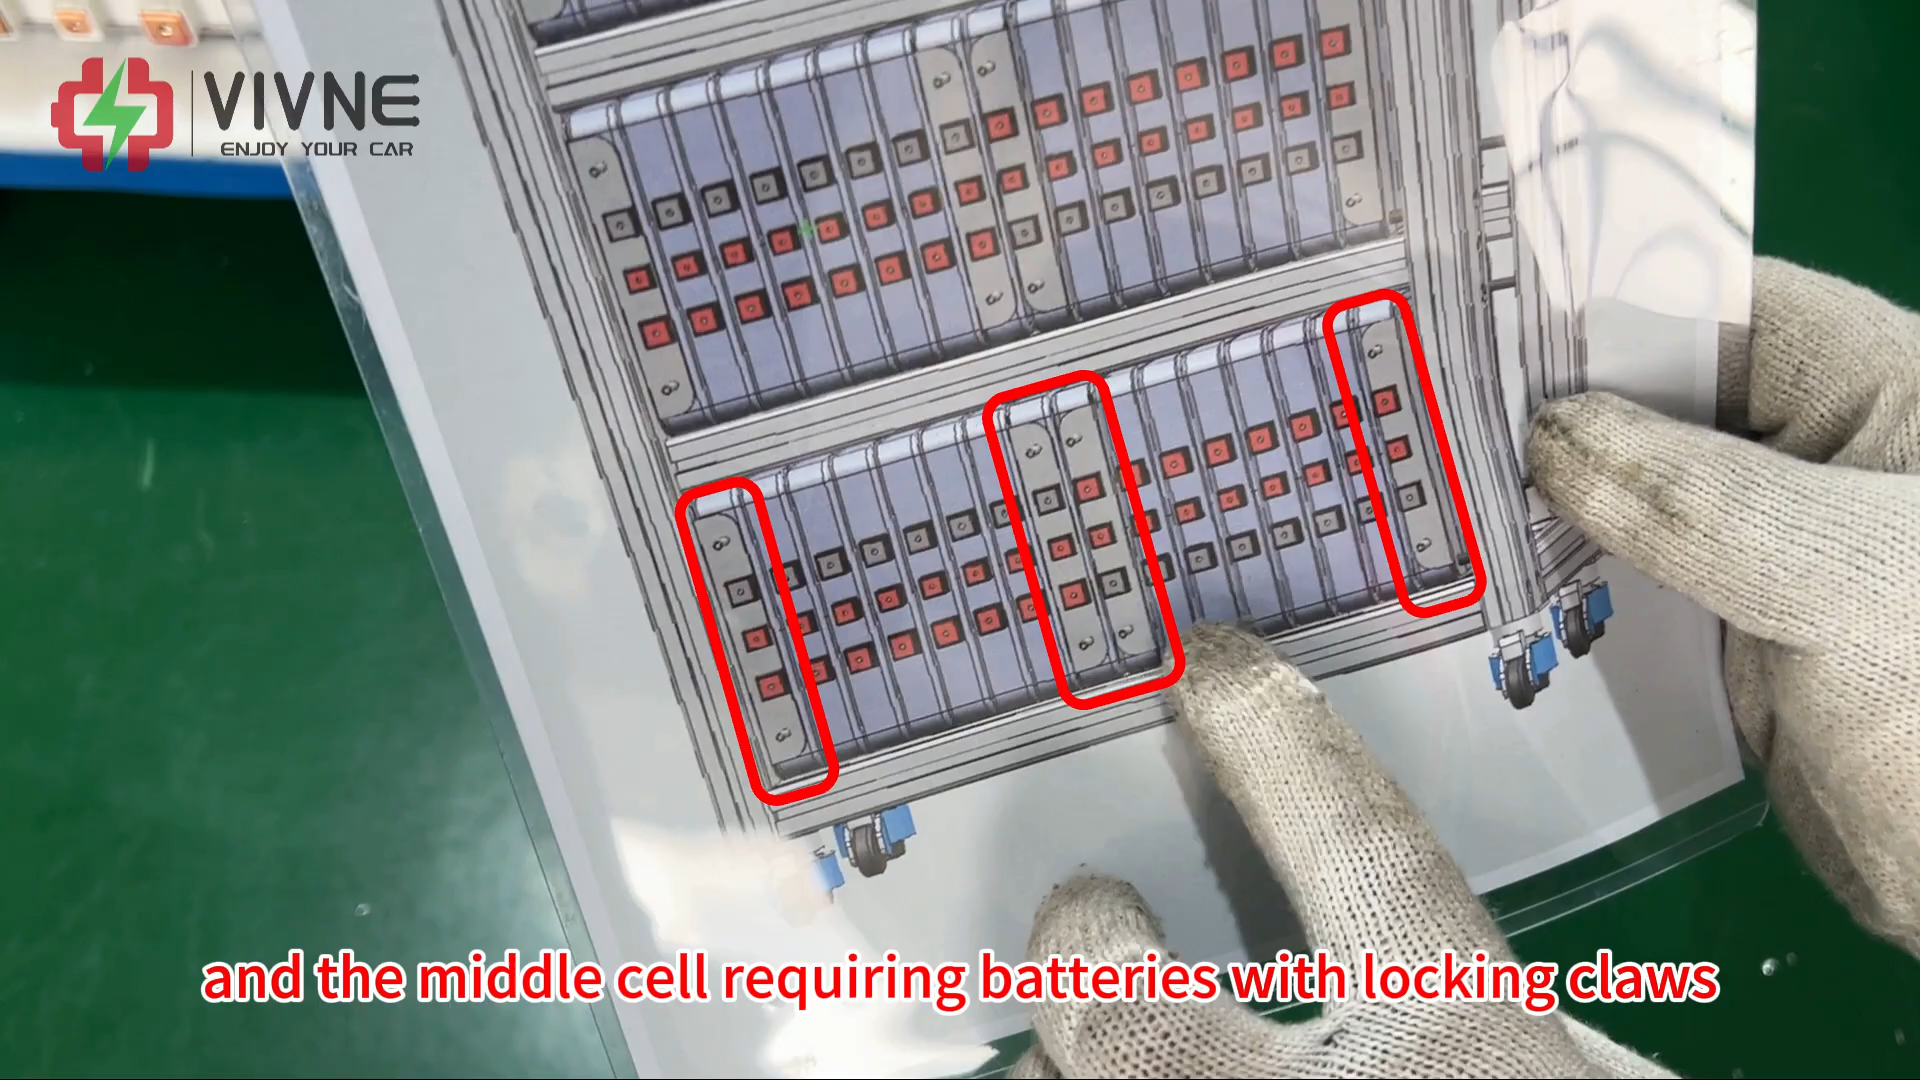 VIVNE
ENJOY YOUR CAR
and the middle cell requiring batteries with locking claws